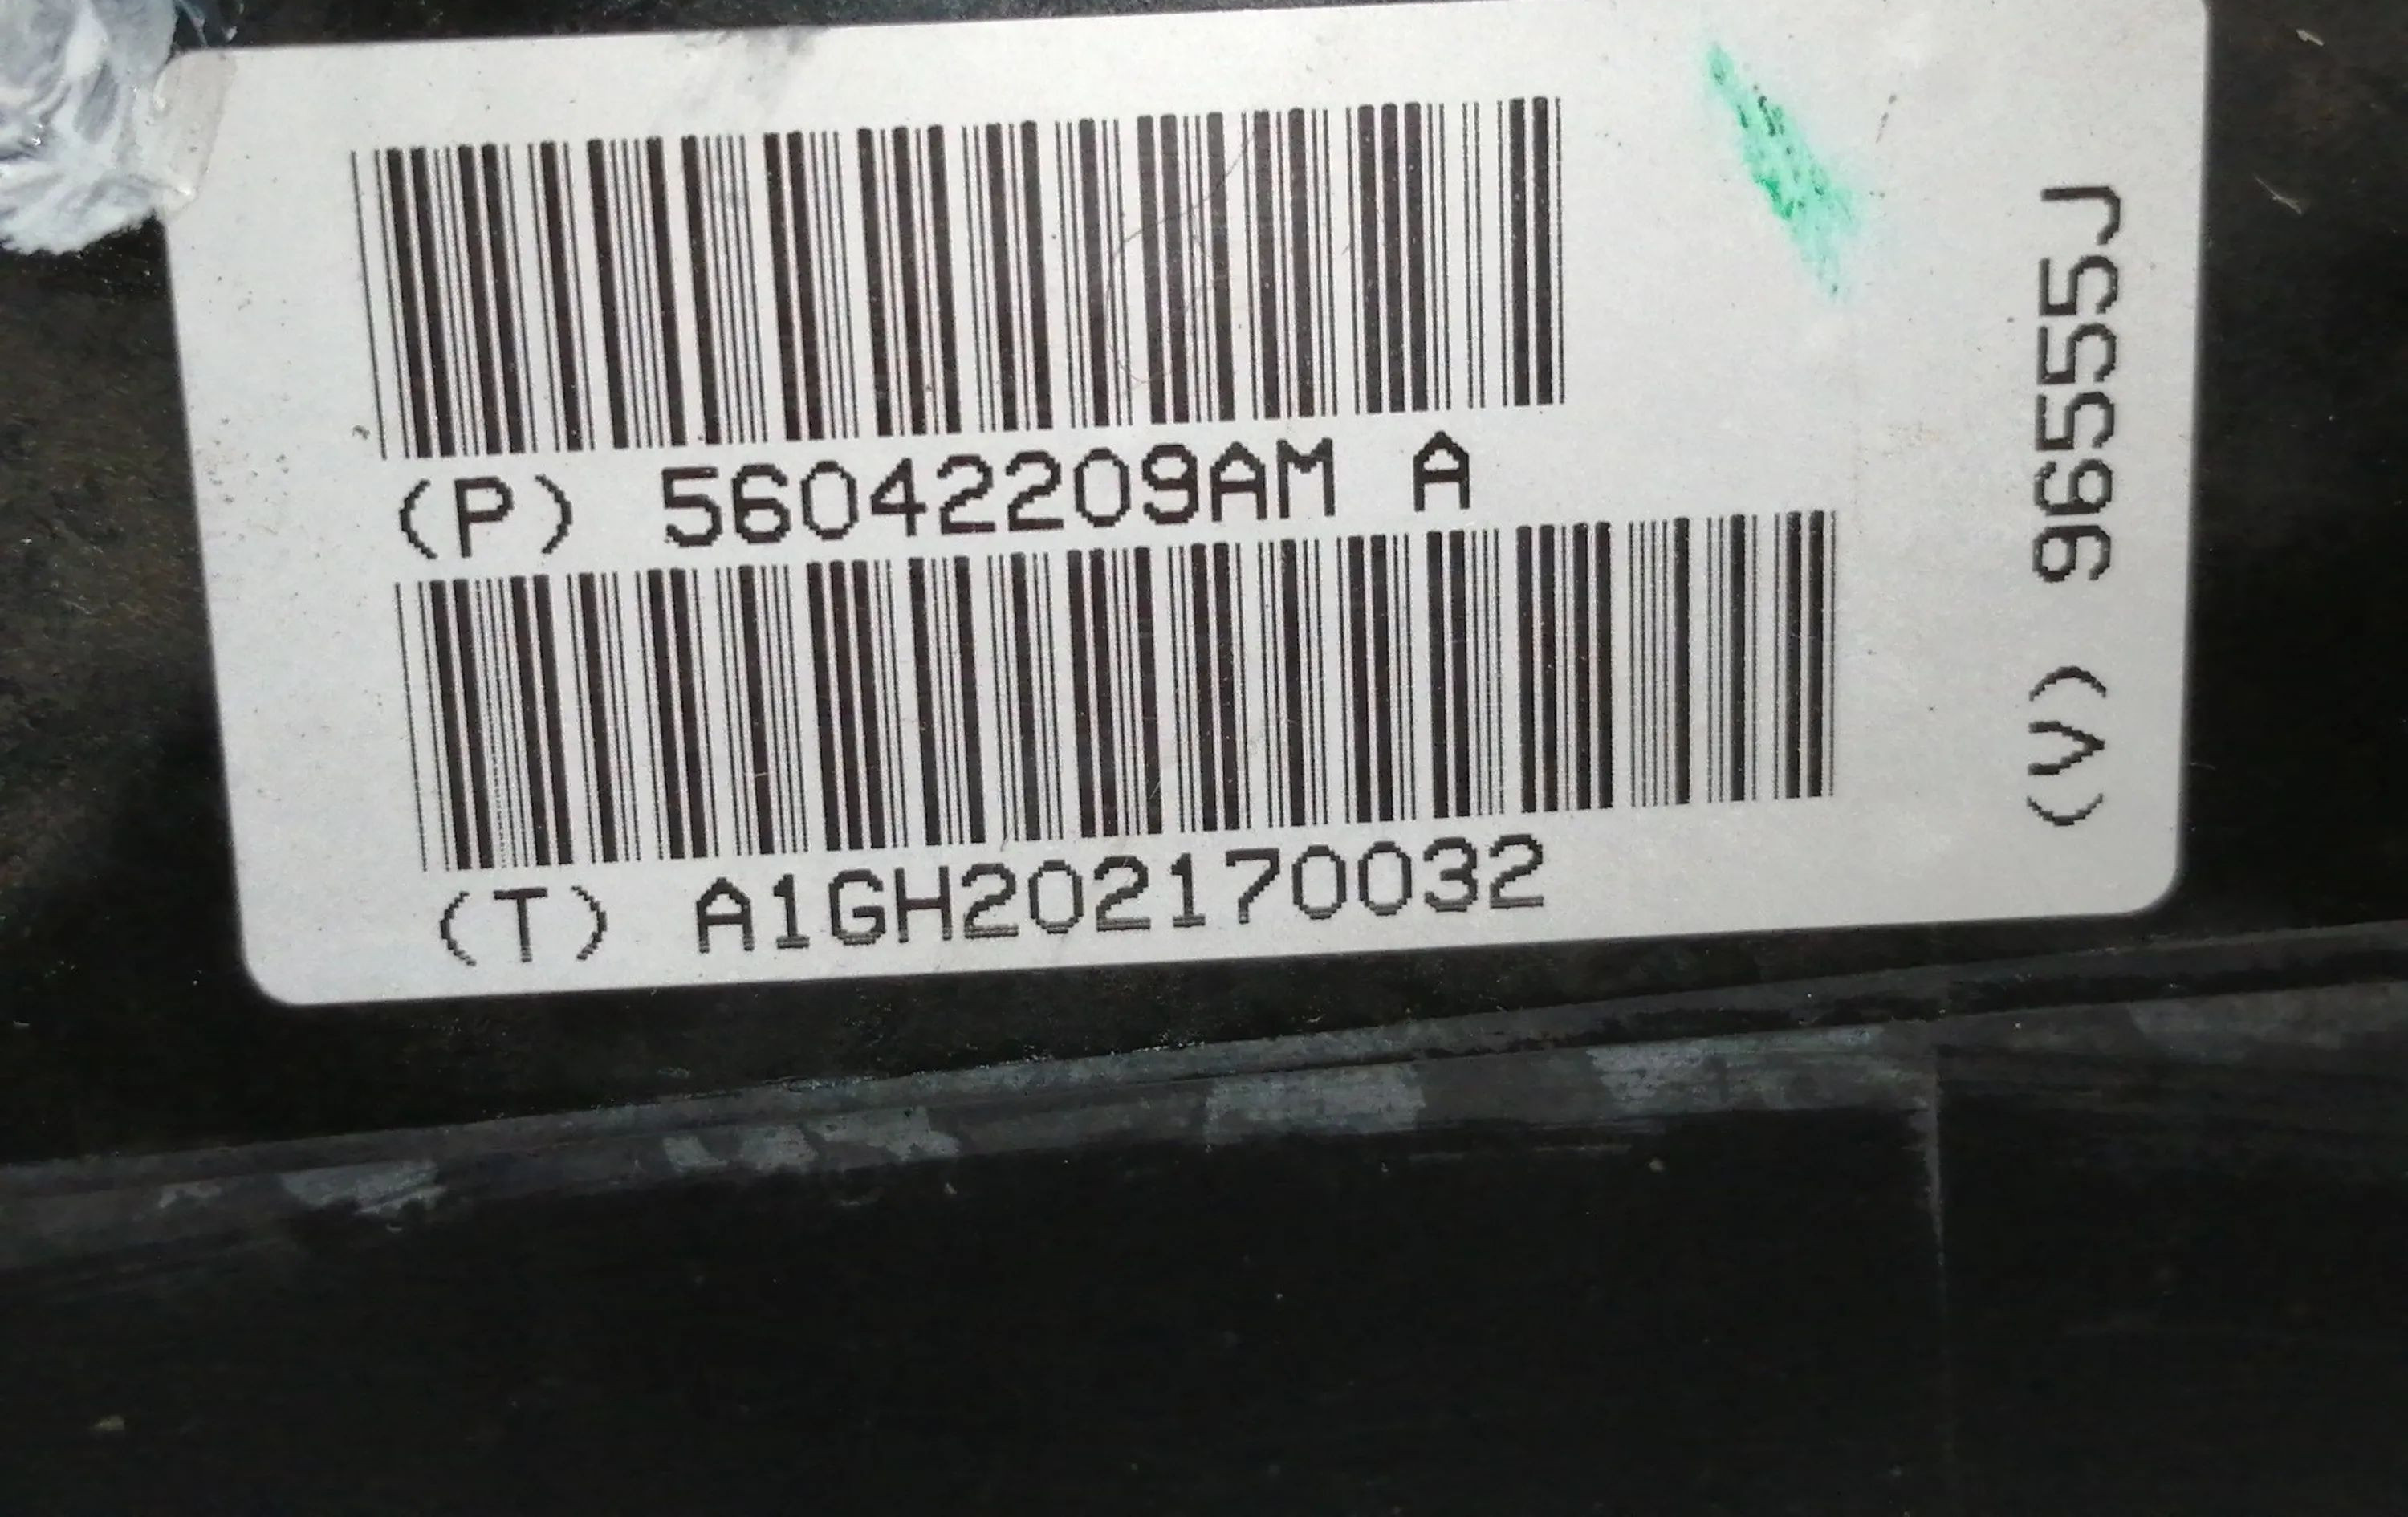 (P) 56042209AM A
(T) A1GH202170032
(V) 96555J